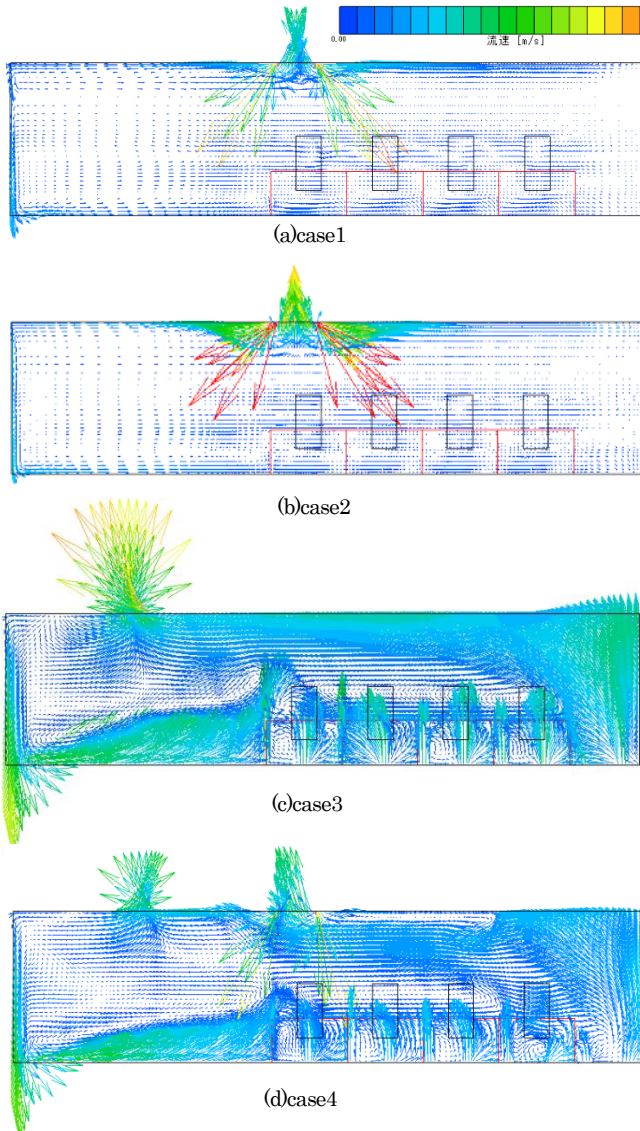 0.00
流速 [m/s]
(a)case1
(b)case2
(c)case3
(d)case4